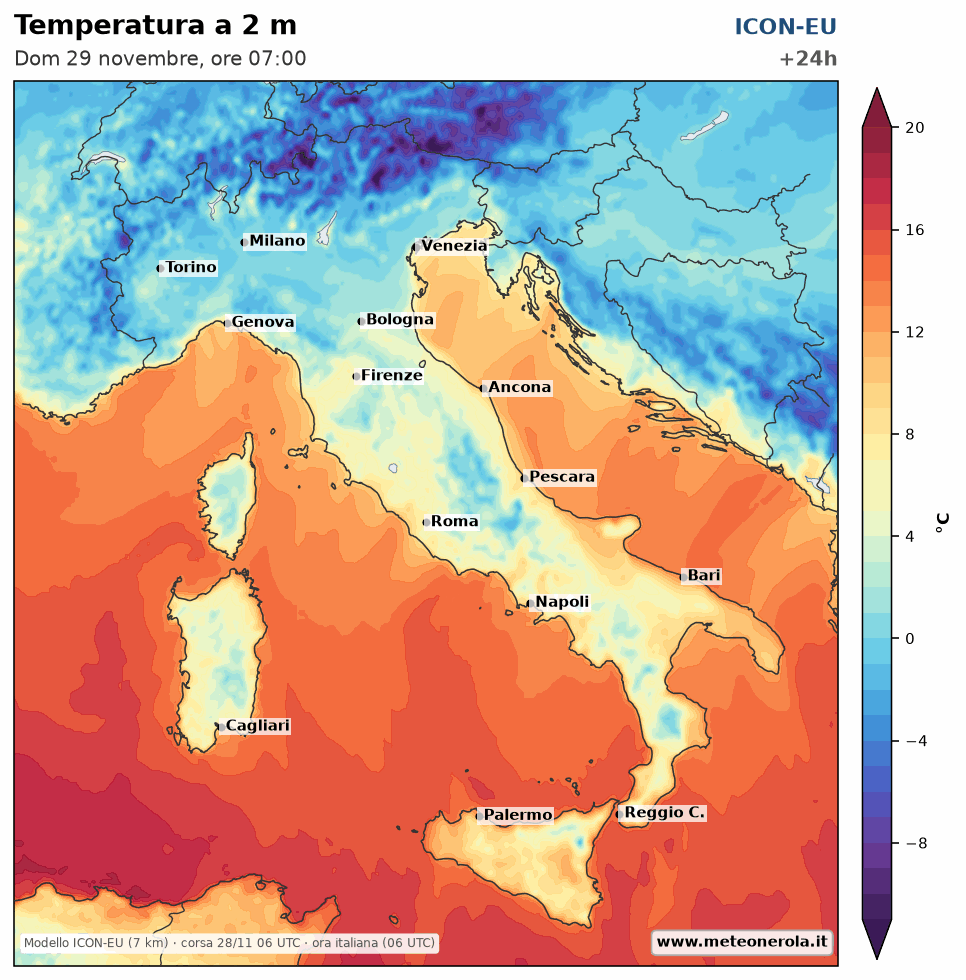 Temperatura a 2 m
ICON-EU
Dom 29 novembre, ore 07:00
+24h
20
16
12
8
4
0
−4
−8
°C
Milano
Venezia
Torino
Genova
Bologna
Firenze
Ancona
Pescara
Roma
Bari
Napoli
Cagliari
Palermo
Reggio C.
Modello ICON-EU (7 km) · corsa 28/11 06 UTC · ora italiana (06 UTC)
www.meteonerola.it